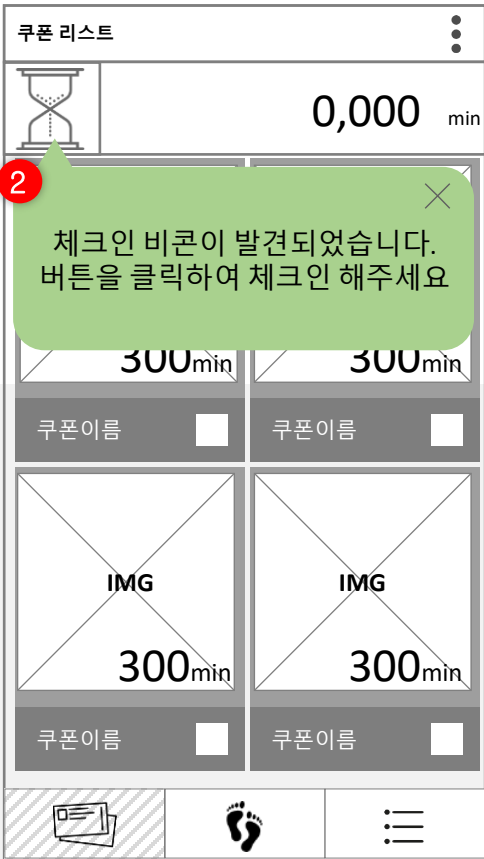 쿠폰 리스트
0,000 min
2
체크인 비콘이 발견되었습니다.
버튼을 클릭하여 체크인 해주세요
300min 300min
쿠폰이름 쿠폰이름
IMG IMG
300min 300min
쿠폰이름 쿠폰이름